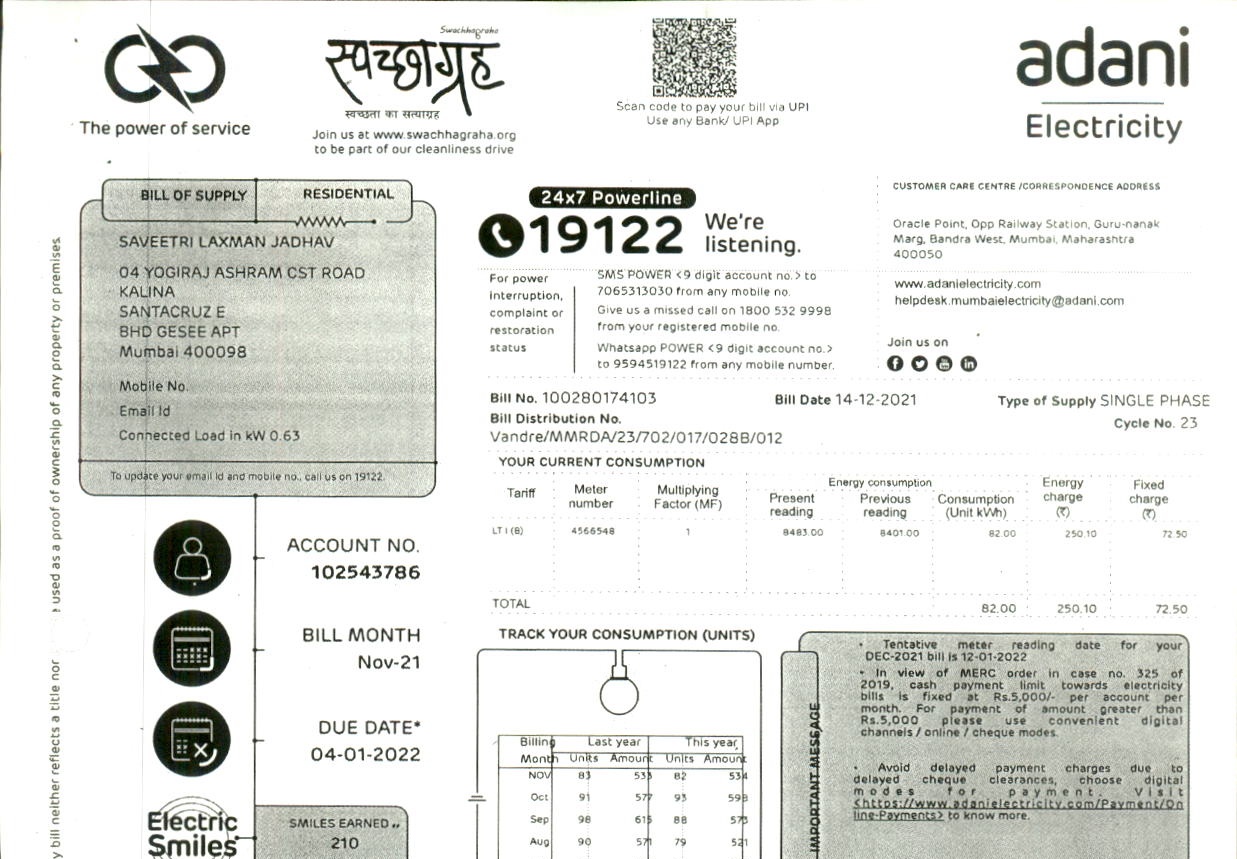 The power of service
Swachhagraha
स्वच्छाग्रह
स्वच्छता का सत्याग्रह
Join us at www.swachhagraha.org
to be part of our cleanliness drive
Scan code to pay your bill via UPI
Use any Bank/ UPI App
adani
Electricity
BILL OF SUPPLY RESIDENTIAL
SAVEETRI LAXMAN JADHAV
04 YOGIRAJ ASHRAM CST ROAD
KALINA
SANTACRUZ E
BHD GESEE APT
Mumbai 400098
Mobile No.
Email Id
Connected Load in kW 0.63
To update your email id and mobile no., call us on 19122.
24x7 Powerline
19122 We're
listening.
For power
interruption,
complaint or
restoration
status
SMS POWER <9 digit account no.> to
7065313030 from any mobile no.
Give us a missed call on 1800 532 9998
from your registered mobile no.
Whatsapp POWER <9 digit account no.>
to 9594519122 from any mobile number.
CUSTOMER CARE CENTRE /CORRESPONDENCE ADDRESS
Oracle Point, Opp Railway Station, Guru-nanak
Marg, Bandra West, Mumbai, Maharashtra
400050
www.adanielectricity.com
helpdesk.mumbaielectricity@adani.com
Join us on
Bill No. 100280174103 Bill Date 14-12-2021 Type of Supply SINGLE PHASE
Bill Distribution No. Cycle No. 23
Vandre/MMRDA/23/702/017/028B/012
YOUR CURRENT CONSUMPTION
Tariff Meter number Multiplying Factor (MF) Energy consumption Present reading Previous reading Consumption (Unit kWh) Energy charge (₹) Fixed charge (₹)
LT I (B) 4566548 1 8483.00 8401.00 82.00 250.10 72.50
TOTAL 82.00 250.10 72.50
ACCOUNT NO.
102543786
BILL MONTH
Nov-21
DUE DATE*
04-01-2022
Electric
Smiles
SMILES EARNED
210
TRACK YOUR CONSUMPTION (UNITS)
Billing Last year This year
Month Units Amount Units Amount
NOV 83 533 82 534
Oct 91 577 93 598
Sep 98 615 88 573
Aug 90 571 79 521
IMPORTANT MESSAGE
• Tentative meter reading date for your
DEC-2021 bill is 12-01-2022
• In view of MERC order in case no. 325 of
2019, cash payment limit towards electricity
bills is fixed at Rs.5,000/- per account per
month. For payment of amount greater than
Rs.5,000 please use convenient digital
channels / online / cheque modes.
• Avoid delayed payment charges due to
delayed cheque clearances, choose digital
modes for payment. Visit
<https://www.adanielectricity.com/Payment/On
line-Payments> to know more.
y bill neither reflects a title nor
used as a proof of ownership of any property or premises.